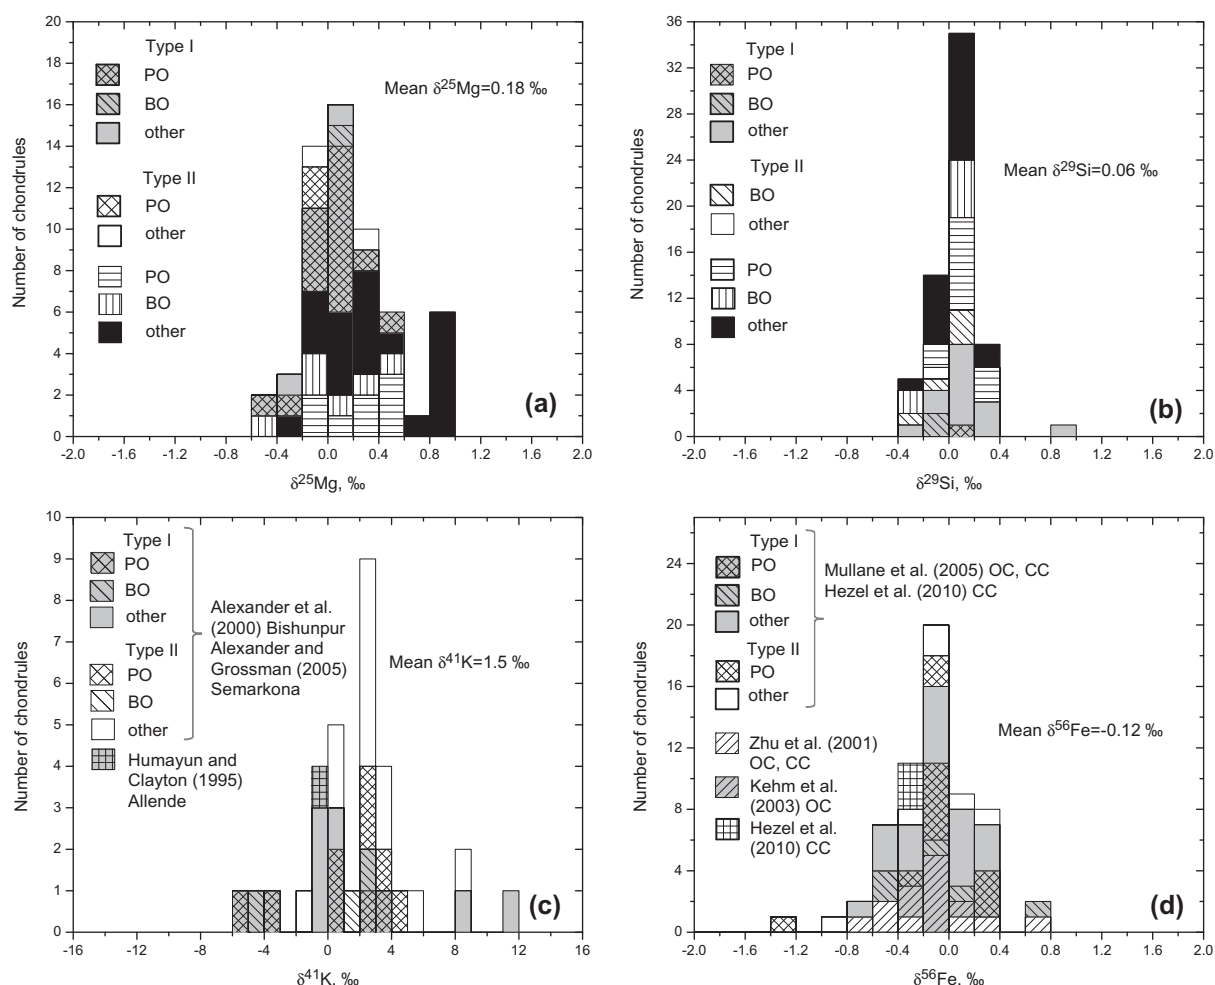 20
18
16
14
12
10
8
6
4
2
0
Number of chondrules
Type I
PO
BO
other
Type II
PO
other
PO
BO
other
Mean δ25Mg=0.18 ‰
(a)
-2.0 -1.6 -1.2 -0.8 -0.4 0.0 0.4 0.8 1.2 1.6 2.0
δ25Mg, ‰
36
32
28
24
20
16
12
8
4
0
Number of chondrules
Type I
PO
BO
other
Type II
BO
other
PO
BO
other
Mean δ29Si=0.06 ‰
(b)
-2.0 -1.6 -1.2 -0.8 -0.4 0.0 0.4 0.8 1.2 1.6 2.0
δ29Si, ‰
10
9
8
7
6
5
4
3
2
1
0
Number of chondrules
Type I
PO
BO
other
Type II
PO
BO
other
Alexander et al.
(2000) Bishunpur
Alexander and
Grossman (2005)
Semarkona
Humayun and
Clayton (1995)
Allende
Mean δ41K=1.5 ‰
(c)
-16 -12 -8 -4 0 4 8 12 16
δ41K, ‰
24
20
16
12
8
4
0
Number of chondrules
Type I
PO
BO
other
Type II
PO
other
Mullane et al. (2005) OC, CC
Hezel et al. (2010) CC
Zhu et al. (2001)
OC, CC
Kehm et al.
(2003) OC
Hezel et al.
(2010) CC
Mean δ56Fe=-0.12 ‰
(d)
-2.0 -1.6 -1.2 -0.8 -0.4 0.0 0.4 0.8 1.2 1.6 2.0
δ56Fe, ‰